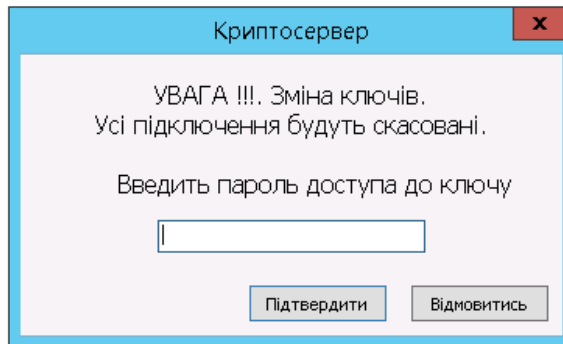 Криптосервер
x
УВАГА !!!. Зміна ключів.
Усі підключення будуть скасовані.
Введить пароль доступа до ключу
Підтвердити
Відмовитись